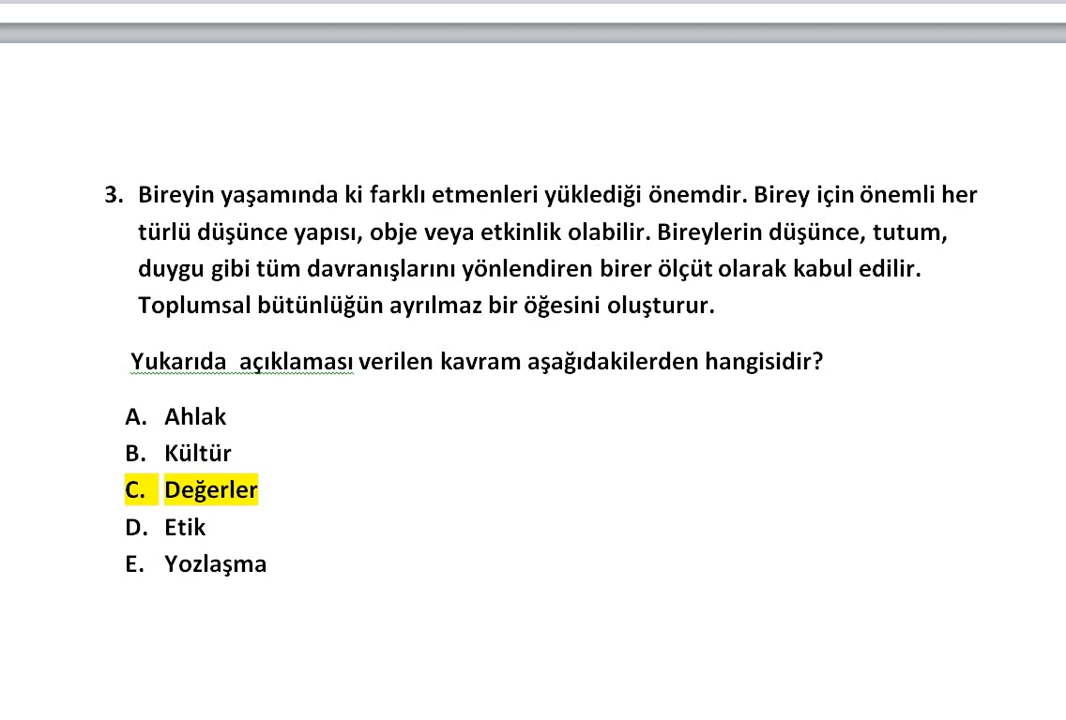 3. Bireyin yaşamında ki farklı etmenleri yüklediği önemdir. Birey için önemli her
türlü düşünce yapısı, obje veya etkinlik olabilir. Bireylerin düşünce, tutum,
duygu gibi tüm davranışlarını yönlendiren birer ölçüt olarak kabul edilir.
Toplumsal bütünlüğün ayrılmaz bir öğesini oluşturur.
Yukarıda açıklaması verilen kavram aşağıdakilerden hangisidir?
A. Ahlak
B. Kültür
C. Değerler
D. Etik
E. Yozlaşma